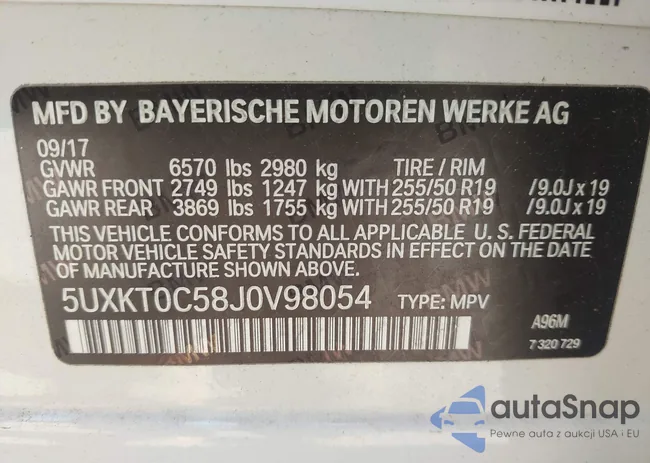 MFD BY BAYERISCHE MOTOREN WERKE AG
09/17
GVWR 6570 lbs 2980 kg TIRE / RIM
GAWR FRONT 2749 lbs 1247 kg WITH 255/50 R19 /9.0J x 19
GAWR REAR 3869 lbs 1755 kg WITH 255/50 R19 /9.0J x 19
THIS VEHICLE CONFORMS TO ALL APPLICABLE U. S. FEDERAL
MOTOR VEHICLE SAFETY STANDARDS IN EFFECT ON THE DATE
OF MANUFACTURE SHOWN ABOVE.
5UXKT0C58J0V98054 TYPE: MPV
A96M
7 320 729
autaSnap
Pewne auta z aukcji USA i EU